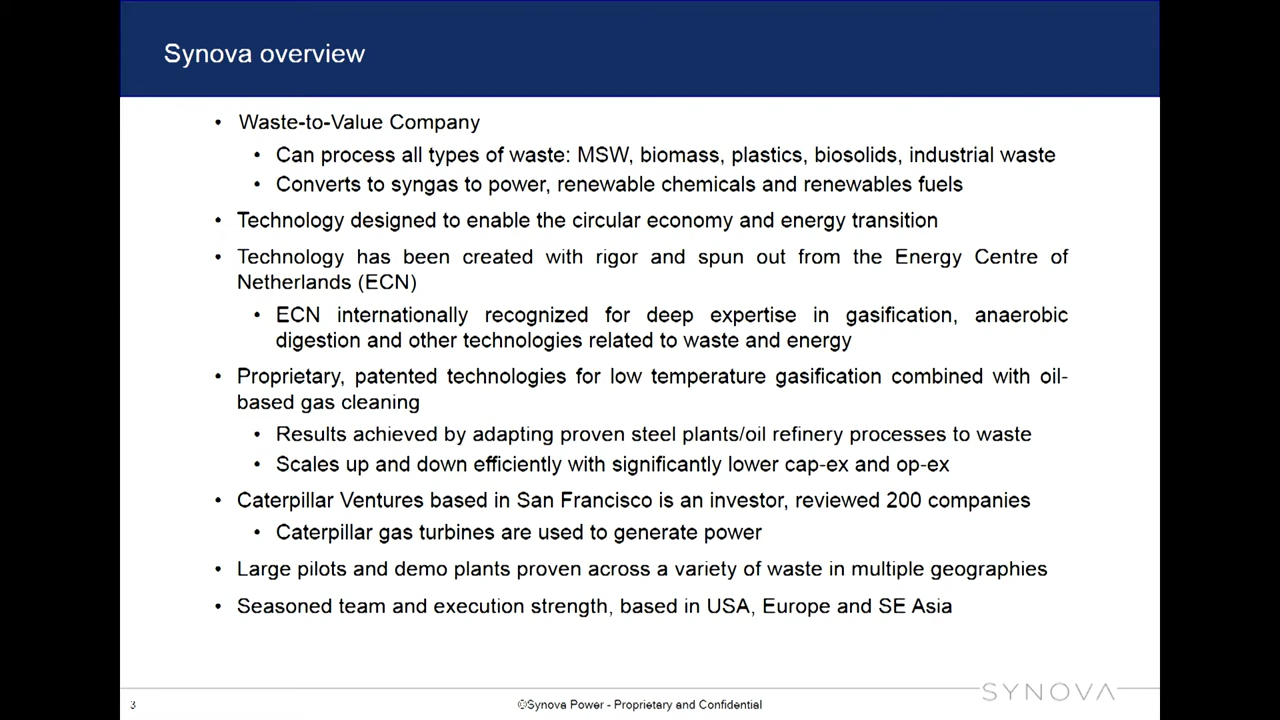 Synova overview
• Waste-to-Value Company
• Can process all types of waste: MSW, biomass, plastics, biosolids, industrial waste
• Converts to syngas to power, renewable chemicals and renewables fuels
• Technology designed to enable the circular economy and energy transition
• Technology has been created with rigor and spun out from the Energy Centre of
Netherlands (ECN)
• ECN internationally recognized for deep expertise in gasification, anaerobic
digestion and other technologies related to waste and energy
• Proprietary, patented technologies for low temperature gasification combined with oil-
based gas cleaning
• Results achieved by adapting proven steel plants/oil refinery processes to waste
• Scales up and down efficiently with significantly lower cap-ex and op-ex
• Caterpillar Ventures based in San Francisco is an investor, reviewed 200 companies
• Caterpillar gas turbines are used to generate power
• Large pilots and demo plants proven across a variety of waste in multiple geographies
• Seasoned team and execution strength, based in USA, Europe and SE Asia
SYNOVA
3
©Synova Power - Proprietary and Confidential